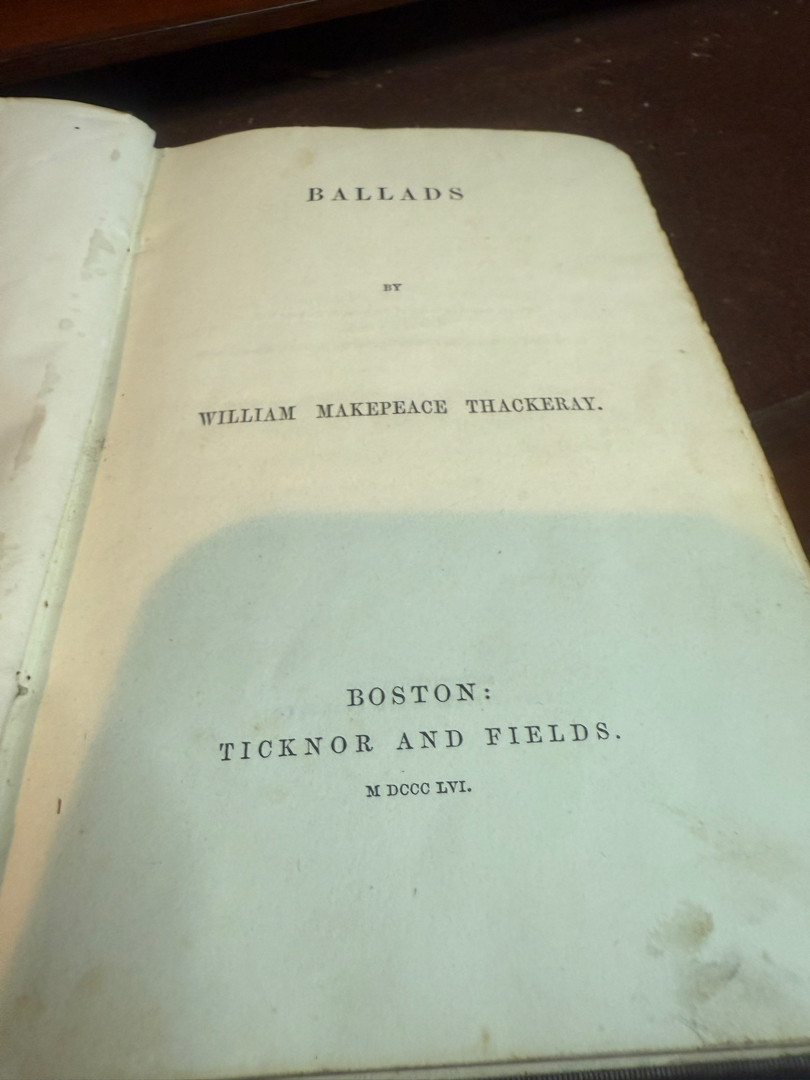 BALLADS
BY
WILLIAM MAKEPEACE THACKERAY.
BOSTON:
TICKNOR AND FIELDS.
M DCCC LVI.